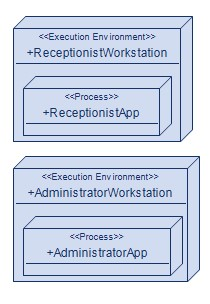 <<Execution Environment>>
+ReceptionistWorkstation
<<Process>>
+ReceptionistApp
<<Execution Environment>>
+AdministratorWorkstation
<<Process>>
+AdministratorApp